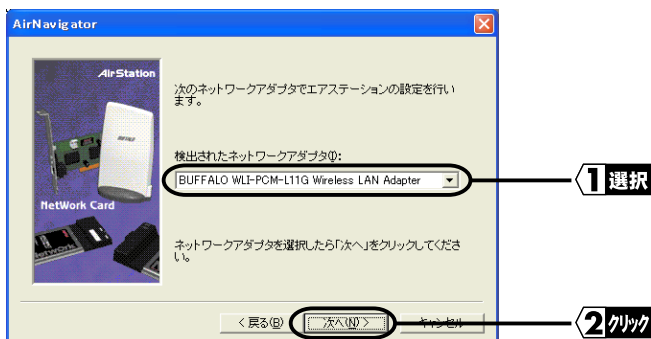 AirNavigator
AirStation
BUFFALO
NetWork Card
次のネットワークアダプタでエアステーションの設定を行い
ます。
検出されたネットワークアダプタ(I):
BUFFALO WLI-PCM-L11G Wireless LAN Adapter
1 選択
ネットワークアダプタを選択したら「次へ」をクリックしてくださ
い。
< 戻る(B) 次へ(N) > キャンセル
2 クリック